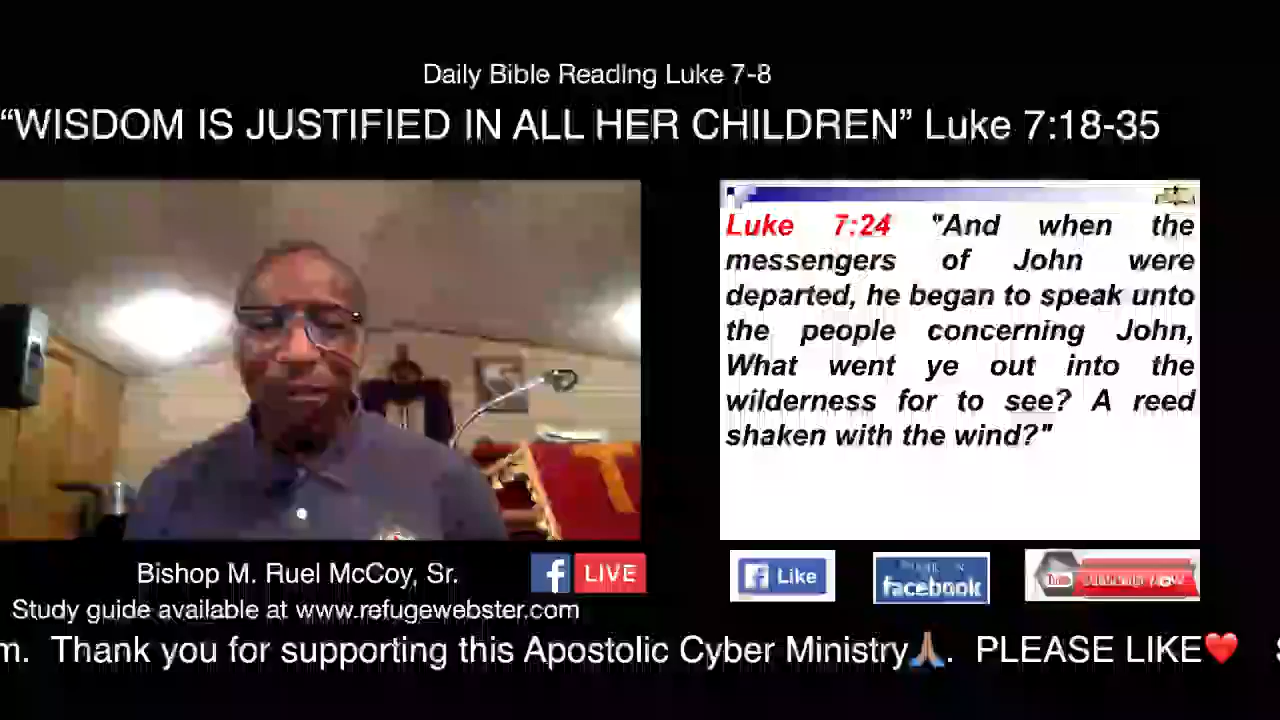 Daily Bible Reading Luke 7-8
“WISDOM IS JUSTIFIED IN ALL HER CHILDREN” Luke 7:18-35
Luke 7:24 "And when the
messengers of John were
departed, he began to speak unto
the people concerning John,
What went ye out into the
wilderness for to see? A reed
shaken with the wind?"
Bishop M. Ruel McCoy, Sr.
f LIVE
f Like
facebook
Study guide available at www.refugewebster.com
m. Thank you for supporting this Apostolic Cyber Ministry🙏🏽. PLEASE LIKE❤️